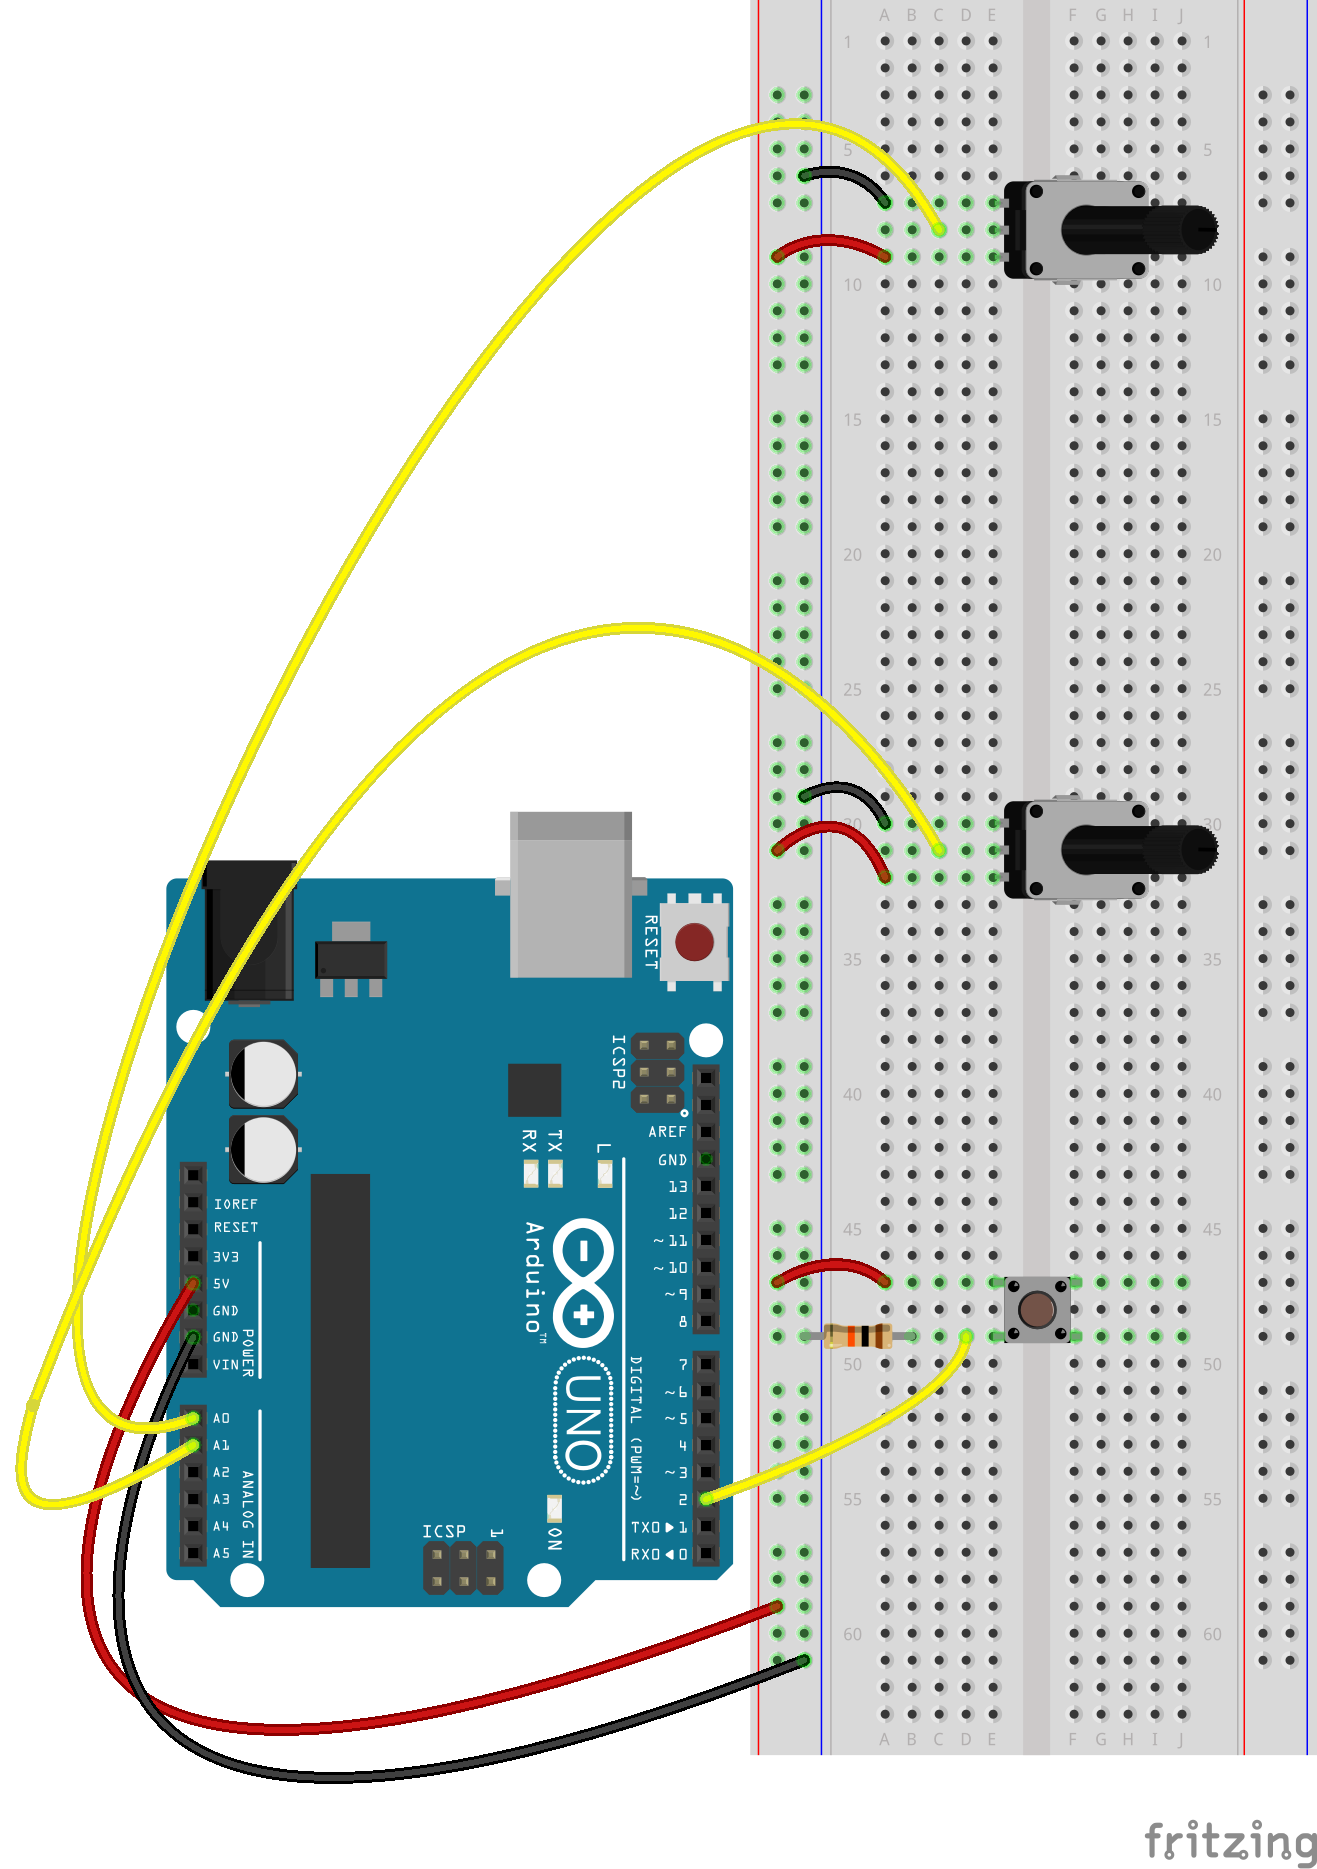 A B C D E F G H I J
1 1
5 5
10 10
15 15
20 20
25 25
30 30
35 35
40 40
45 45
50 50
55 55
60 60
A B C D E F G H I J
RESET
ICSP2
AREF
GND
13
12
~11
~10
~9
8
7
~6
~5
4
~3
2
TX0▶1
RX0◀0
RX
TX
L
IOREF
RESET
3V3
5V
GND
GND
VIN
POWER
A0
A1
A2
A3
A4
A5
ANALOG IN
Arduino™
UNO
DIGITAL (PWM=~)
ICSP
1
ON
fritzing